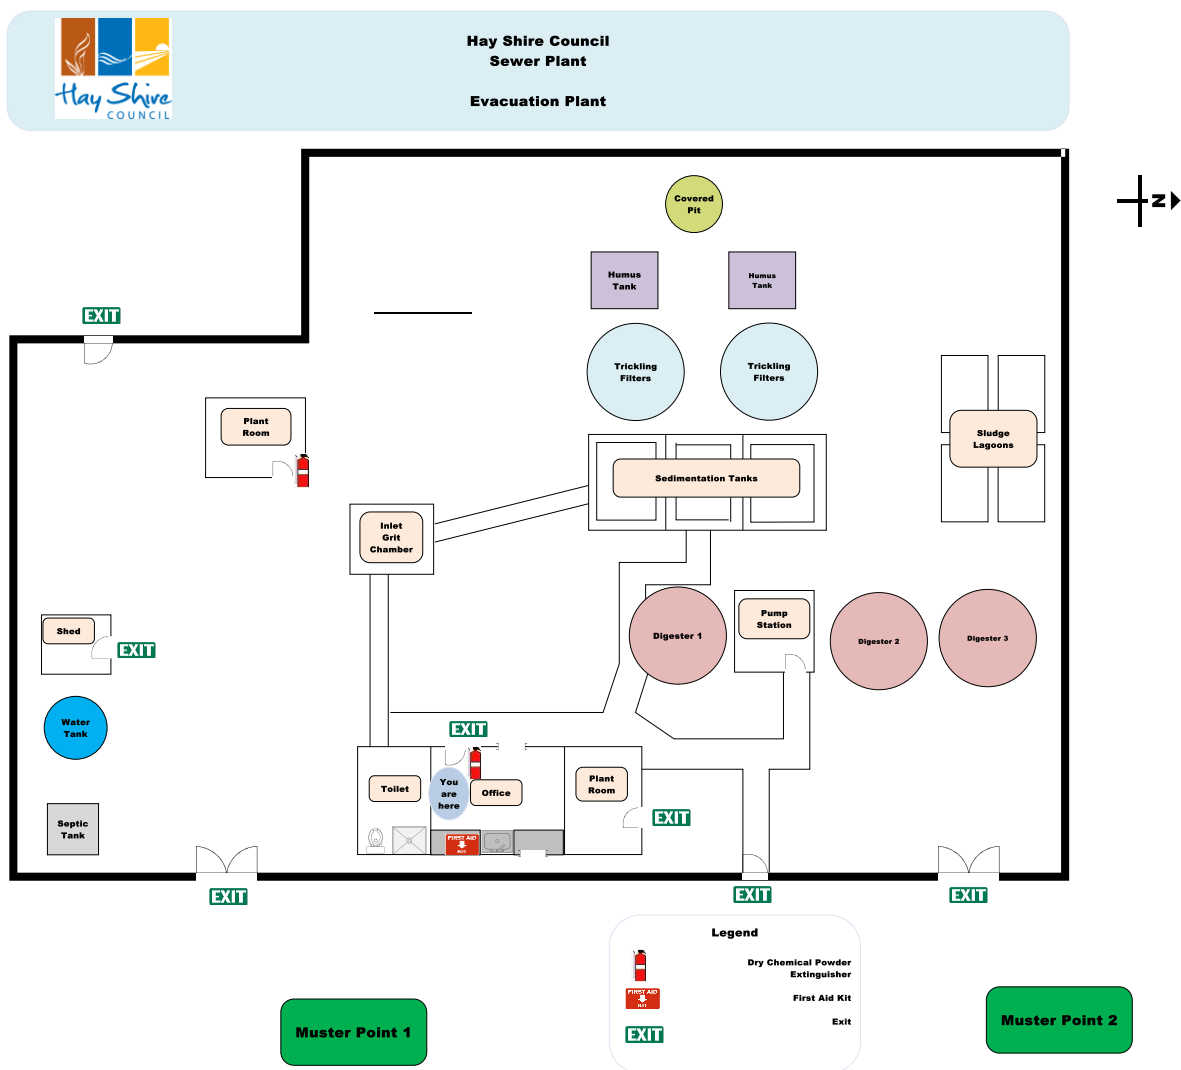 Hay Shire
COUNCIL
Hay Shire Council
Sewer Plant
Evacuation Plant
N
Covered
Pit
Humus
Tank
Humus
Tank
EXIT
Trickling
Filters
Trickling
Filters
Plant
Room
Sludge
Lagoons
Sedimentation Tanks
Inlet
Grit
Chamber
Shed
EXIT
Digester 1
Pump
Station
Digester 2
Digester 3
Water
Tank
EXIT
Toilet
You
are
here
Office
Plant
Room
EXIT
Septic
Tank
FIRST AID
KIT
EXIT
EXIT
EXIT
Legend
Dry Chemical Powder
Extinguisher
FIRST AID
KIT
First Aid Kit
Exit
EXIT
Muster Point 1
Muster Point 2